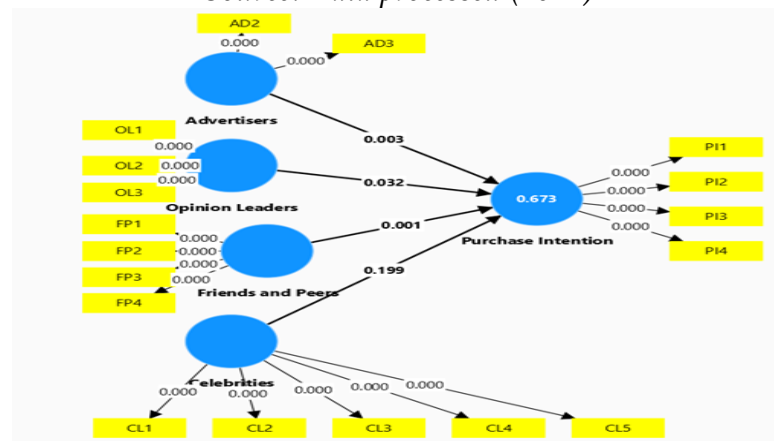 AD2
0.000
AD3
0.000
Advertisers
OL1
0.000
OL2
0.000
0.000
OL3
Opinion Leaders
FP1
0.000
FP2
0.000
0.000
FP3
0.000
FP4
Friends and Peers
Celebrities
0.003
0.032
0.001
0.199
0.673
Purchase Intention
0.000
PI1
0.000
PI2
0.000
PI3
0.000
PI4
0.000
0.000
0.000
0.000
0.000
CL1
CL2
CL3
CL4
CL5